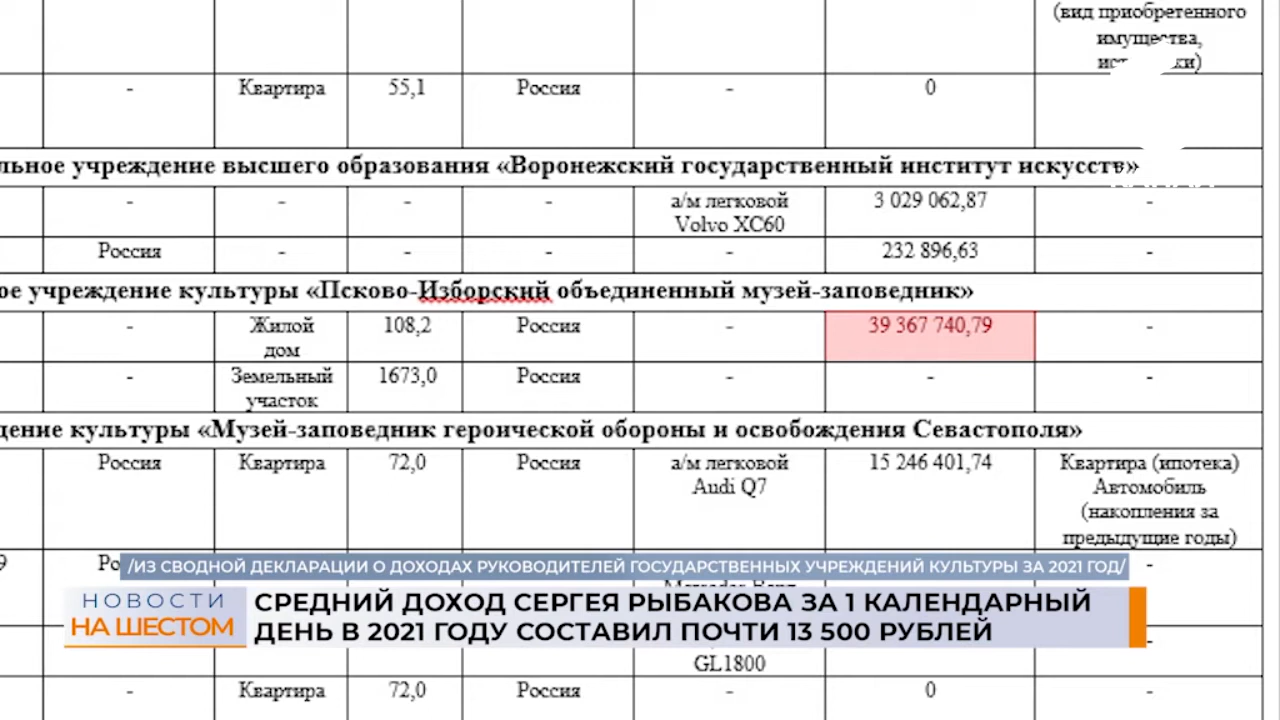 (вид приобретенного
имущества,
- Квартира 55,1 Россия - 0
льное учреждение высшего образования «Воронежский государственный институт искусств»
- - - - а/м легковой 3 029 062,87 -
Volvo XC60
Россия - - - - 232 896,63 -
ое учреждение культуры «Псково-Изборский объединенный музей-заповедник»
- Жилой 108,2 Россия - 39 367 740,79 -
дом
- Земельный 1673,0 Россия - - -
участок
дение культуры «Музей-заповедник героической обороны и освобождения Севастополя»
Россия Квартира 72,0 Россия а/м легковой 15 246 401,74 Квартира (ипотека)
Audi Q7 Автомобиль
(накопления за
предыдущие годы)
9 -
/ИЗ СВОДНОЙ ДЕКЛАРАЦИИ О ДОХОДАХ РУКОВОДИТЕЛЕЙ ГОСУДАРСТВЕННЫХ УЧРЕЖДЕНИЙ КУЛЬТУРЫ ЗА 2021 ГОД/
НОВОСТИ
НА ШЕСТОМ
СРЕДНИЙ ДОХОД СЕРГЕЯ РЫБАКОВА ЗА 1 КАЛЕНДАРНЫЙ
ДЕНЬ В 2021 ГОДУ СОСТАВИЛ ПОЧТИ 13 500 РУБЛЕЙ
-
GL1800
- Квартира 72,0 Россия - 0 -